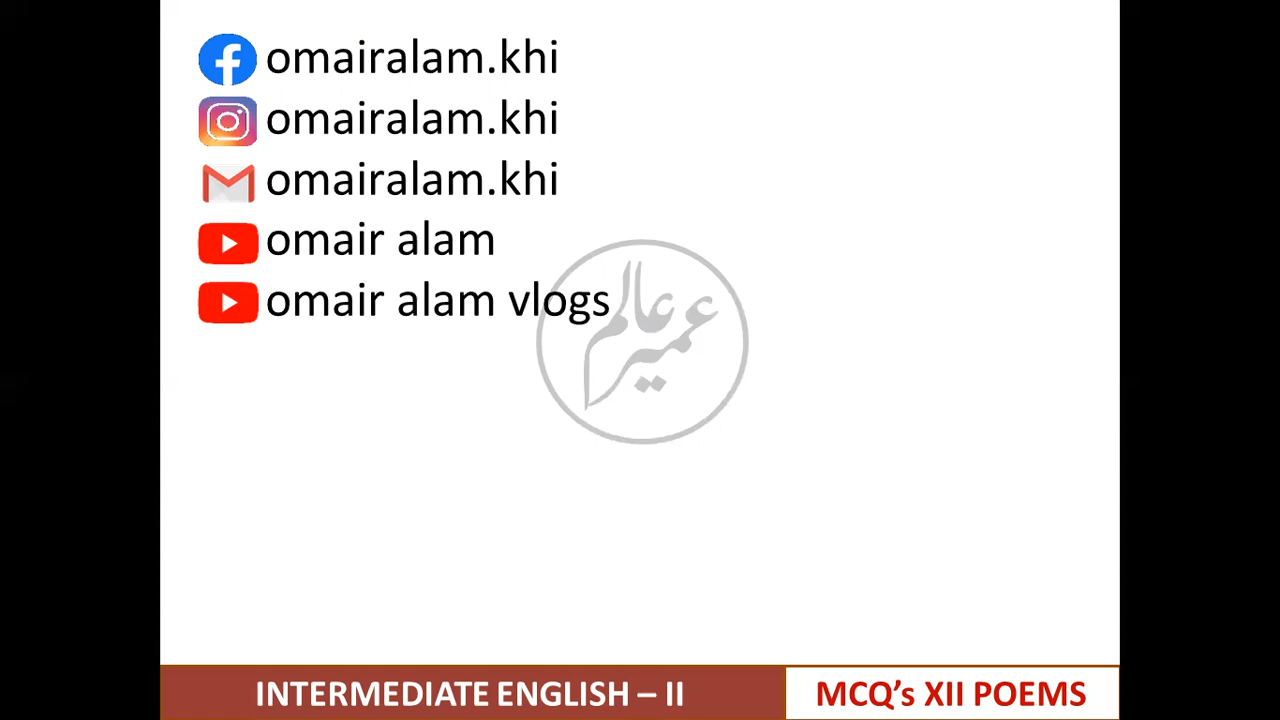 omairalam.khi
omairalam.khi
omairalam.khi
omair alam
omair alam vlogs
عمیر عالم
INTERMEDIATE ENGLISH – II
MCQ's XII POEMS